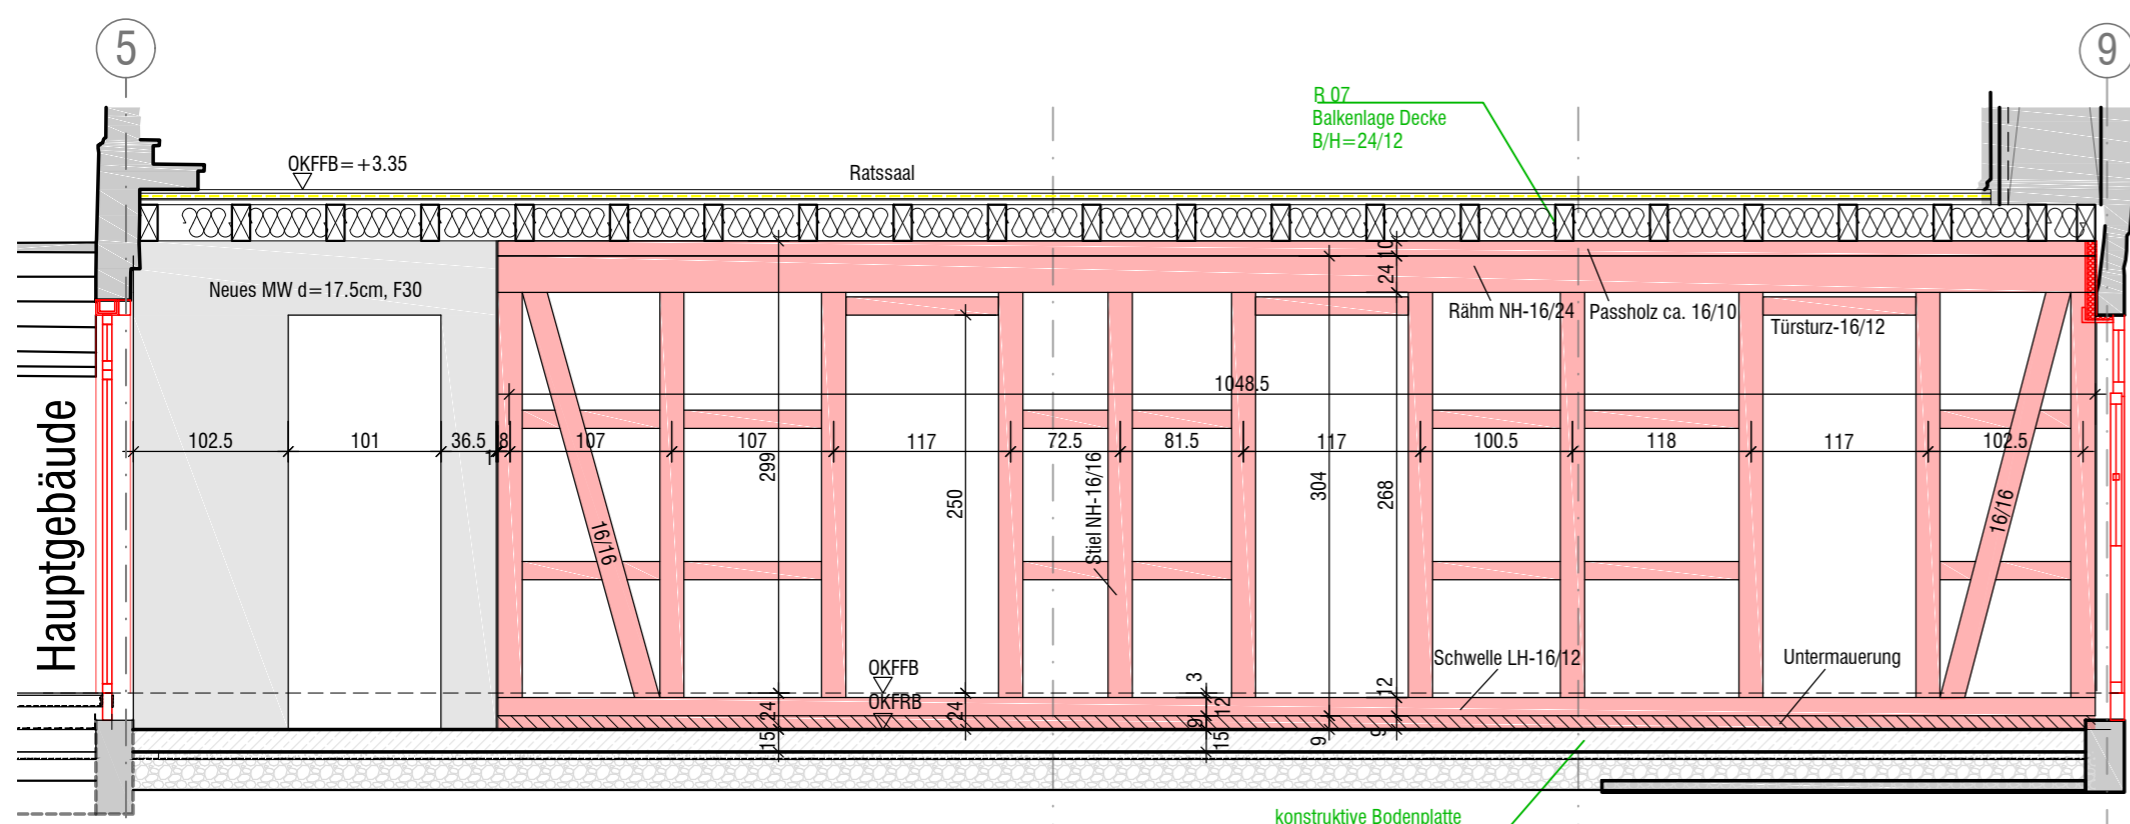 5
9
R 07
Balkenlage Decke
B/H=24/12
OKFFB=+3.35
Ratssaal
10
24
Neues MW d=17.5cm, F30
Rähm NH-16/24
Passholz ca. 16/10
Türsturz-16/12
1048.5
Hauptgebäude
102.5
101
36.5
8
107
107
117
72.5
81.5
117
100.5
118
117
102.5
1
299
250
304
268
Stiel NH-16/16
16/16
16/16
OKFFB
OKFRB
Schwelle LH-16/12
Untermauerung
3
12
12
24
24
9
9
9
15
15
konstruktive Bodenplatte